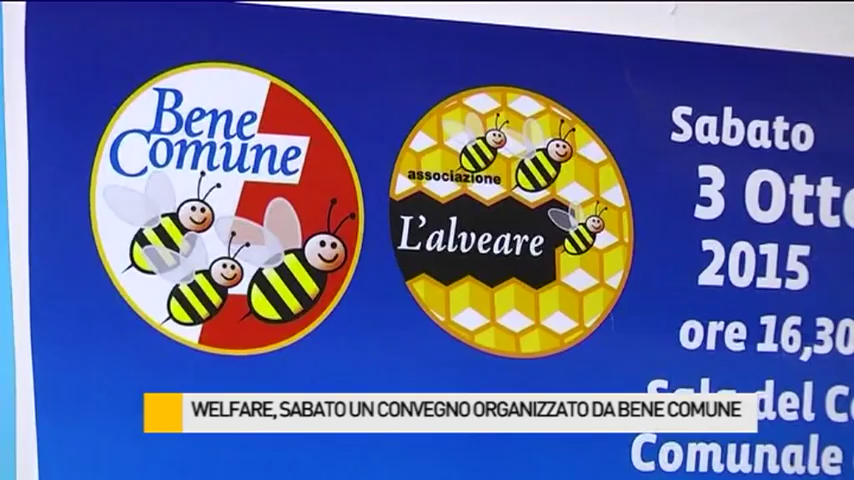 Bene
Comune
associazione
L'alveare
Sabato
3
2015
ore 16,30
del
Comunale
WELFARE, SABATO UN CONVEGNO ORGANIZZATO DA BENE COMUNE